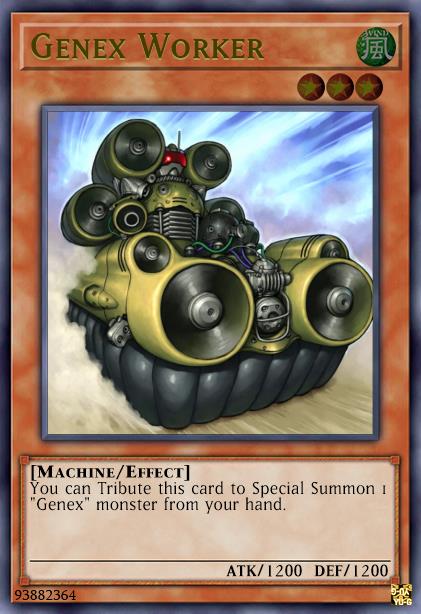 Genex Worker
WIND
風
[Machine/Effect]
You can Tribute this card to Special Summon 1
"Genex" monster from your hand.
ATK/1200 DEF/1200
93882364